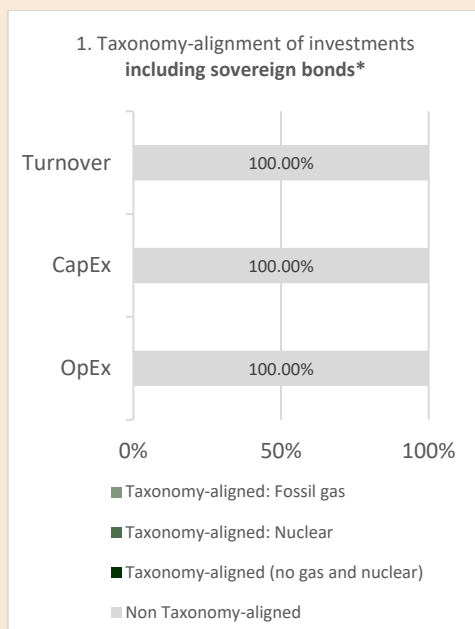 1. Taxonomy-alignment of investments
including sovereign bonds*
Turnover
100.00%
CapEx
100.00%
OpEx
100.00%
0%
50%
100%
Taxonomy-aligned: Fossil gas
Taxonomy-aligned: Nuclear
Taxonomy-aligned (no gas and nuclear)
Non Taxonomy-aligned